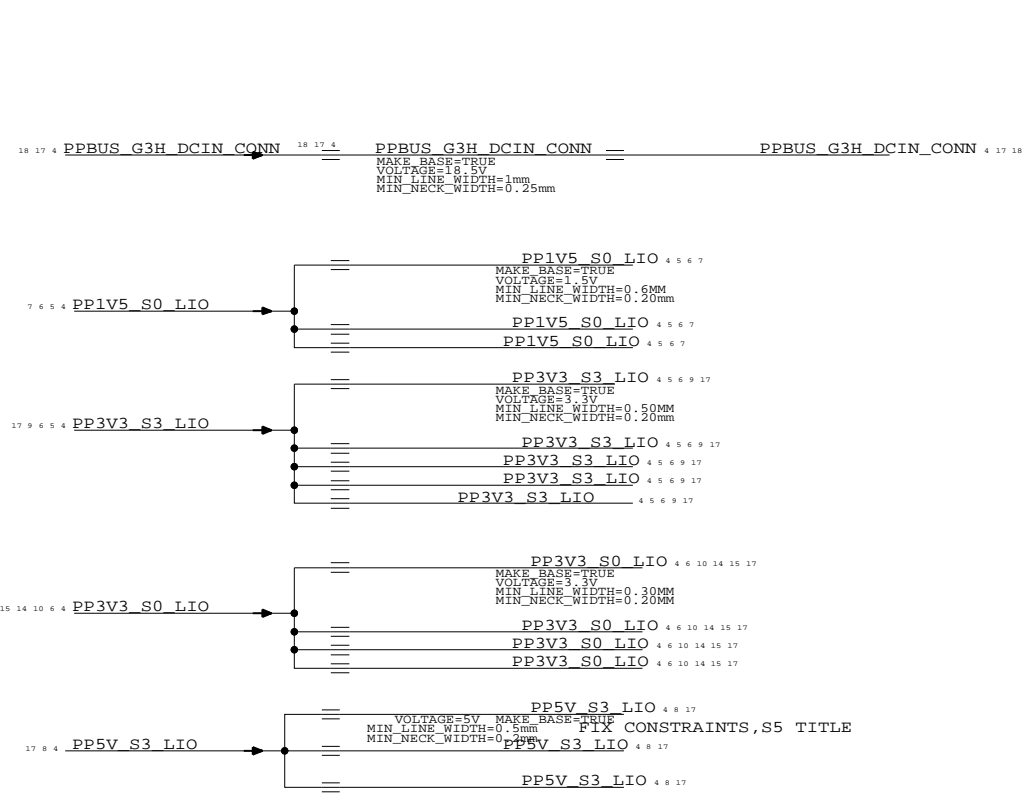 18 17 4 PPBUS_G3H_DCIN_CONN 18 17 4 PPBUS_G3H_DCIN_CONN PPBUS_G3H_DCIN_CONN 4 17 18
MAKE_BASE=TRUE
VOLTAGE=18.5V
MIN_LINE_WIDTH=1mm
MIN_NECK_WIDTH=0.25mm
PP1V5_S0_LIO 4 5 6 7
MAKE_BASE=TRUE
VOLTAGE=1.5V
MIN_LINE_WIDTH=0.6MM
MIN_NECK_WIDTH=0.20mm
7 6 5 4 PP1V5_S0_LIO
PP1V5_S0_LIO 4 5 6 7
PP1V5_S0_LIO 4 5 6 7
PP3V3_S3_LIO 4 5 6 9 17
MAKE_BASE=TRUE
VOLTAGE=3.3V
MIN_LINE_WIDTH=0.50MM
MIN_NECK_WIDTH=0.20mm
17 9 6 5 4 PP3V3_S3_LIO
PP3V3_S3_LIO 4 5 6 9 17
PP3V3_S3_LIO 4 5 6 9 17
PP3V3_S3_LIO 4 5 6 9 17
PP3V3_S3_LIO 4 5 6 9 17
PP3V3_S0_LIO 4 6 10 14 15 17
MAKE_BASE=TRUE
VOLTAGE=3.3V
MIN_LINE_WIDTH=0.30MM
MIN_NECK_WIDTH=0.20MM
15 14 10 6 4 PP3V3_S0_LIO
PP3V3_S0_LIO 4 6 10 14 15 17
PP3V3_S0_LIO 4 6 10 14 15 17
PP3V3_S0_LIO 4 6 10 14 15 17
PP5V_S3_LIO 4 8 17
VOLTAGE=5V MAKE_BASE=TRUE
MIN_LINE_WIDTH=0.5mm FIX CONSTRAINTS,S5 TITLE
MIN_NECK_WIDTH=0.2mm
17 8 4 PP5V_S3_LIO PP5V_S3_LIO 4 8 17
PP5V_S3_LIO 4 8 17